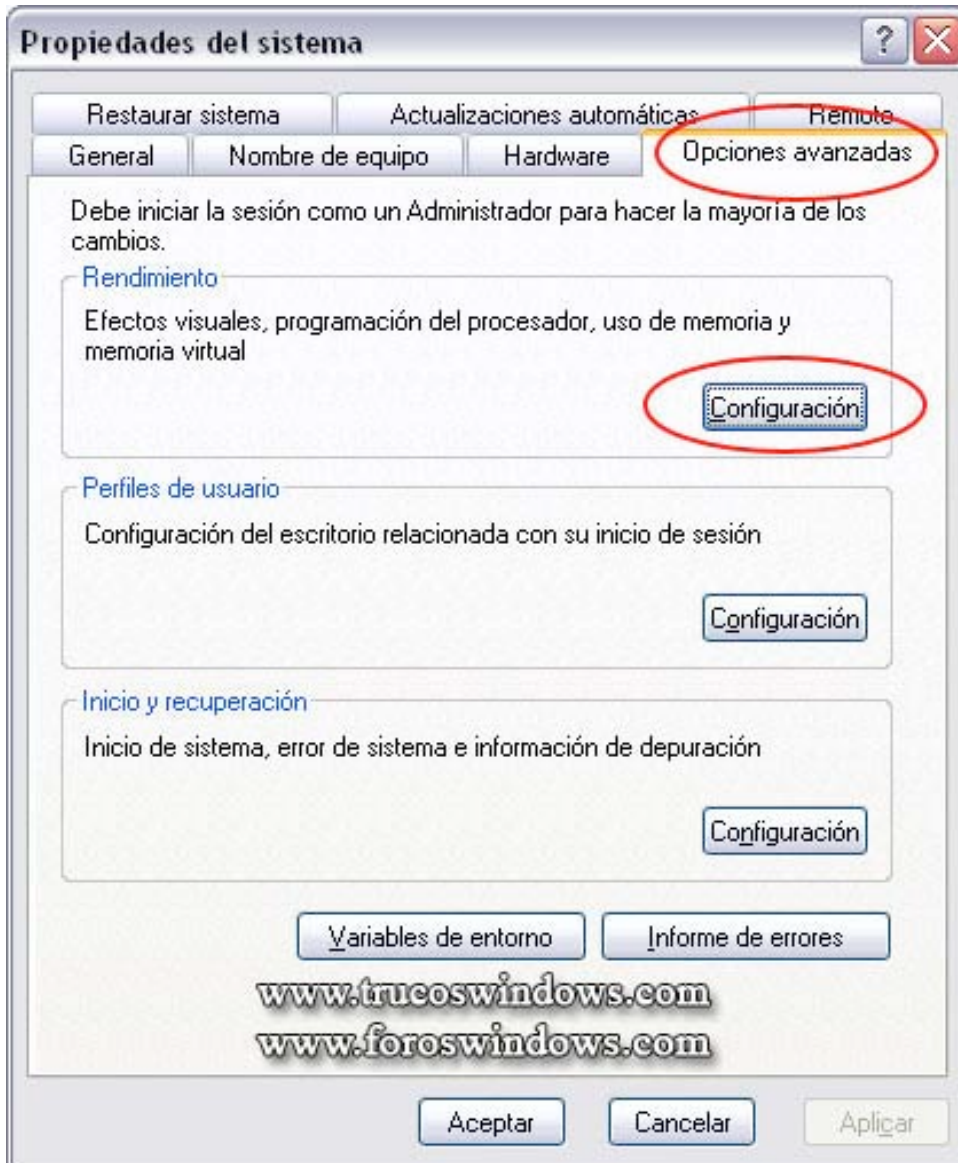 Propiedades del sistema
?
Restaurar sistema
Actualizaciones automáticas
Remoto
General
Nombre de equipo
Hardware
Opciones avanzadas
Debe iniciar la sesión como un Administrador para hacer la mayoría de los
cambios.
Rendimiento
Efectos visuales, programación del procesador, uso de memoria y
memoria virtual
Configuración
Perfiles de usuario
Configuración del escritorio relacionada con su inicio de sesión
Configuración
Inicio y recuperación
Inicio de sistema, error de sistema e información de depuración
Configuración
Variables de entorno
Informe de errores
www.trucoswindows.com
www.foroswindows.com
Aceptar
Cancelar
Aplicar